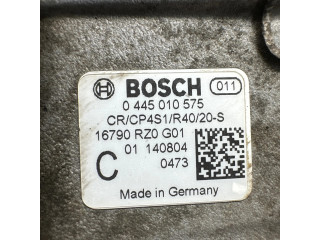 BOSCH 011
0 445 010 575
CR/CP4S1/R40/20-S
16790 RZ0 G01
C 01 140804
0473
Made in Germany